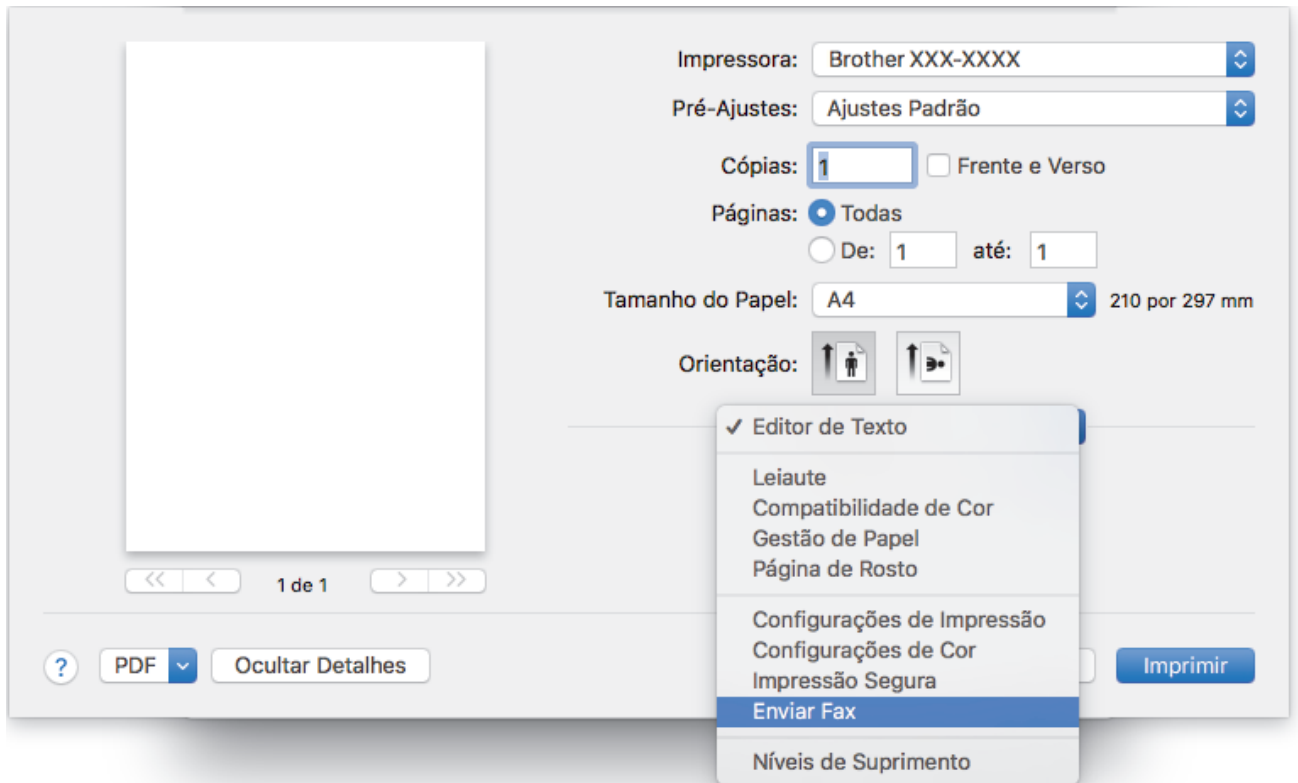 Impressora: Brother XXX-XXXX
Pré-Ajustes: Ajustes Padrão
Cópias: 1 Frente e Verso
Páginas: Todas
De: 1 até: 1
Tamanho do Papel: A4 210 por 297 mm
Orientação:
✓ Editor de Texto
Leiaute
Compatibilidade de Cor
Gestão de Papel
Página de Rosto
<< < 1 de 1 > >>
Configurações de Impressão
Configurações de Cor
Impressão Segura
Enviar Fax
Níveis de Suprimento
? PDF Ocultar Detalhes Imprimir